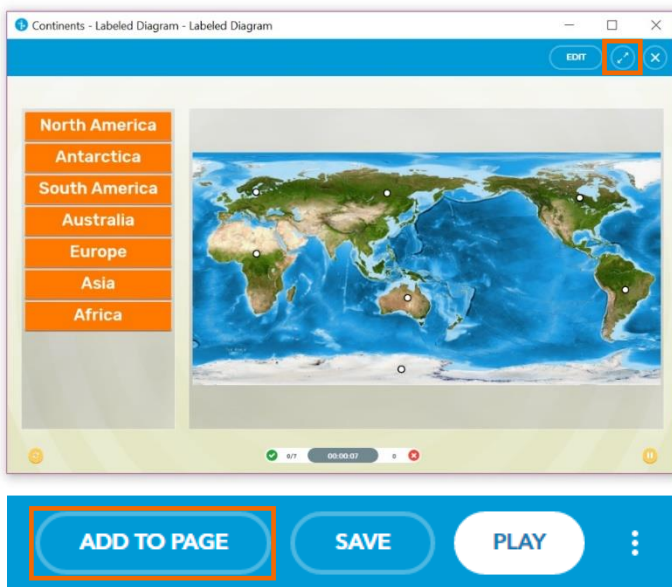 Continents - Labeled Diagram - Labeled Diagram
EDIT
North America
Antarctica
South America
Australia
Europe
Asia
Africa
0/7 00:00:07 0
ADD TO PAGE SAVE PLAY